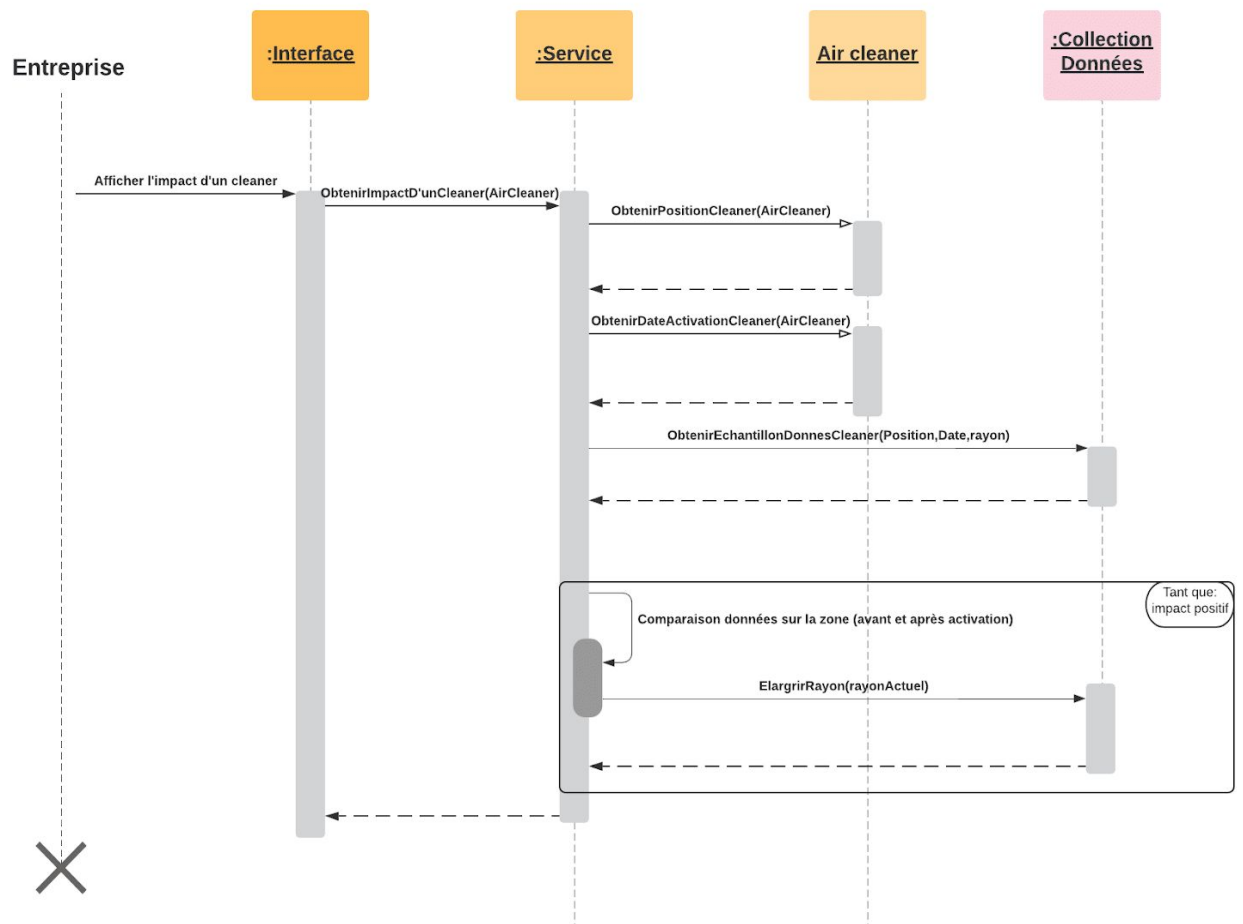 Entreprise
:Interface
:Service
Air cleaner
:Collection
Données
Afficher l'impact d'un cleaner
ObtenirImpactD'unCleaner(AirCleaner)
ObtenirPositionCleaner(AirCleaner)
ObtenirDateActivationCleaner(AirCleaner)
ObtenirEchantillonDonnesCleaner(Position,Date,rayon)
Tant que:
impact positif
Comparaison données sur la zone (avant et après activation)
ElargrirRayon(rayonActuel)